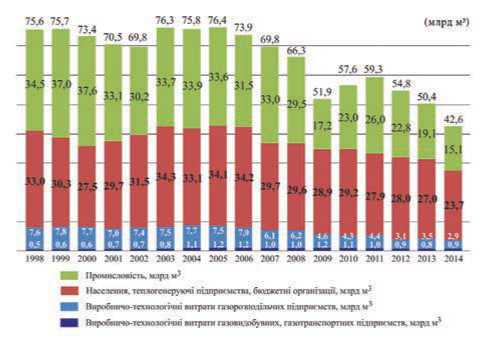 75,6 75,7 73,4 70,5 69,8 76,3 75,8 76,4 73,9 69,8 66,3 51,9 57,6 59,3 54,8 50,4 42,6 (млрд м³)
34,5 37,0 37,6 33,1 30,2 33,7 33,9 33,6 31,5 33,0 29,5 17,2 23,0 26,0 22,8 19,1 15,1
33,0 30,3 27,5 29,7 31,5 34,3 33,1 34,1 34,2 29,7 29,6 28,9 29,2 27,9 28,0 27,0 23,7
7,6 7,8 7,7 7,0 7,4 7,5 7,7 7,5 7,0 6,1 6,2 4,6 4,3 4,4 3,1 3,5 2,9
0,5 0,6 0,6 0,7 0,7 0,8 1,1 1,2 1,2 1,0 1,0 1,2 1,1 1,0 0,9 0,8 0,9
1998 1999 2000 2001 2002 2003 2004 2005 2006 2007 2008 2009 2010 2011 2012 2013 2014
Промисловість, млрд м³
Населення, теплогенеруючі підприємства, бюджетні організації, млрд м³
Виробничо-технологічні витрати газорозподільчих підприємств, млрд м³
Виробничо-технологічні витрати газовидобувних, газотранспортних підприємств, млрд м³